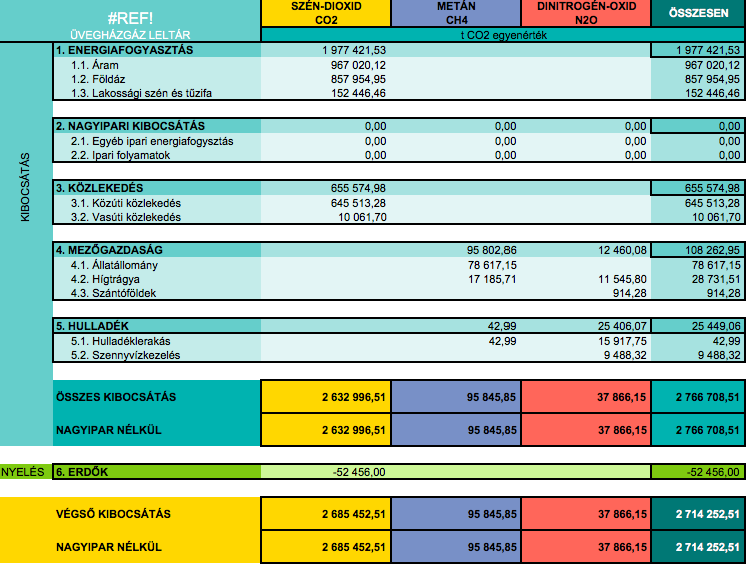 #REF!
ÜVEGHÁZGÁZ LELTÁR
SZÉN-DIOXID METÁN DINITROGÉN-OXID ÖSSZESEN
CO2 CH4 N2O
t CO2 egyenérték
KIBOCSÁTÁS
1. ENERGIAFOGYASZTÁS 1 977 421,53 1 977 421,53
1.1. Áram 967 020,12 967 020,12
1.2. Földáz 857 954,95 857 954,95
1.3. Lakossági szén és tűzifa 152 446,46 152 446,46
2. NAGYIPARI KIBOCSÁTÁS 0,00 0,00 0,00 0,00
2.1. Egyéb ipari energiafogysztás 0,00 0,00 0,00 0,00
2.2. Ipari folyamatok 0,00 0,00 0,00 0,00
3. KÖZLEKEDÉS 655 574,98 655 574,98
3.1. Közúti közlekedés 645 513,28 645 513,28
3.2. Vasúti közlekedés 10 061,70 10 061,70
4. MEZŐGAZDASÁG 95 802,86 12 460,08 108 262,95
4.1. Állatállomány 78 617,15 78 617,15
4.2. Hígtrágya 17 185,71 11 545,80 28 731,51
4.3. Szántóföldek 914,28 914,28
5. HULLADÉK 42,99 25 406,07 25 449,06
5.1. Hulladéklerakás 42,99 15 917,75 42,99
5.2. Szennyvízkezelés 9 488,32 9 488,32
ÖSSZES KIBOCSÁTÁS 2 632 996,51 95 845,85 37 866,15 2 766 708,51
NAGYIPAR NÉLKÜL 2 632 996,51 95 845,85 37 866,15 2 766 708,51
NYELÉS 6. ERDŐK -52 456,00 -52 456,00
VÉGSŐ KIBOCSÁTÁS 2 685 452,51 95 845,85 37 866,15 2 714 252,51
NAGYIPAR NÉLKÜL 2 685 452,51 95 845,85 37 866,15 2 714 252,51